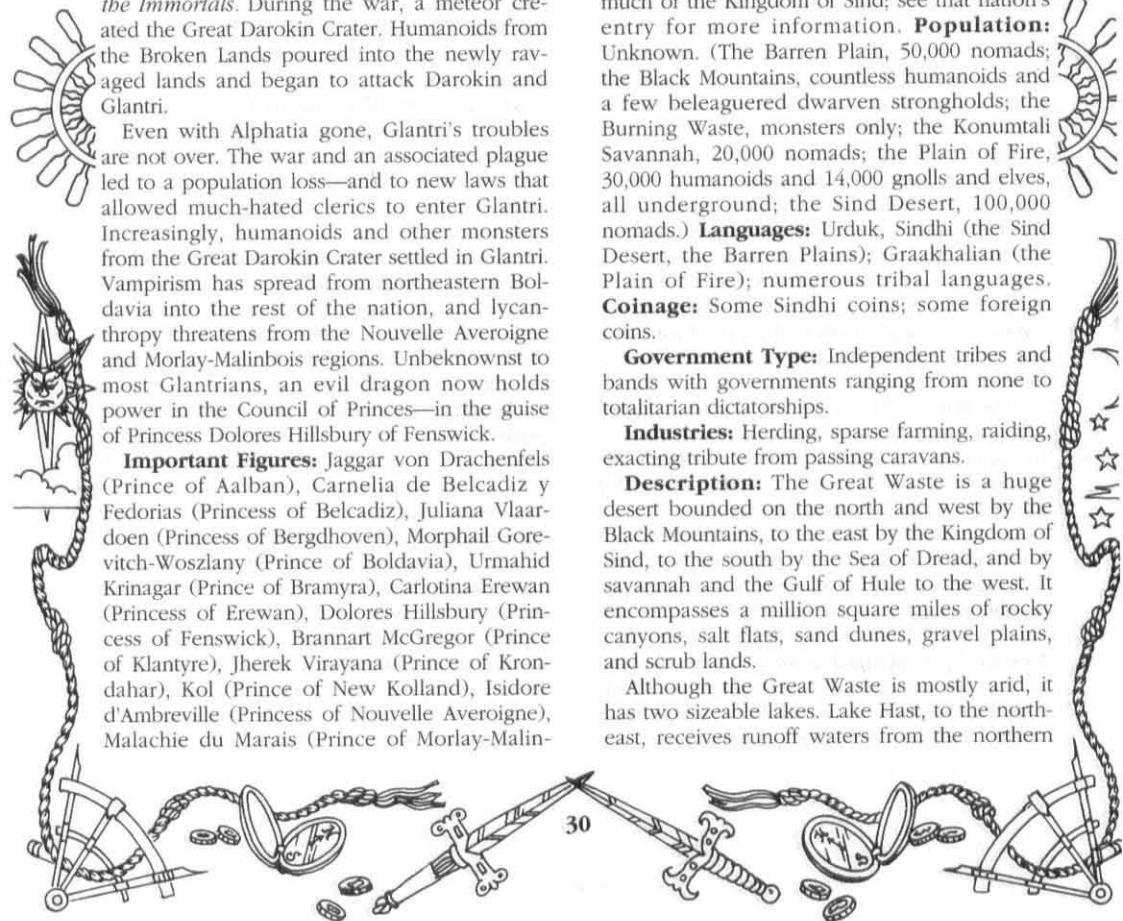 the Immortals. During the war, a meteor cre-
ated the Great Darokin Crater. Humanoids from
the Broken Lands poured into the newly rav-
aged lands and began to attack Darokin and
Glantri.
Even with Alphatia gone, Glantri's troubles
are not over. The war and an associated plague
led to a population loss—and to new laws that
allowed much-hated clerics to enter Glantri.
Increasingly, humanoids and other monsters
from the Great Darokin Crater settled in Glantri.
Vampirism has spread from northeastern Bol-
davia into the rest of the nation, and lycan-
thropy threatens from the Nouvelle Averoigne
and Morlay-Malinbois regions. Unbeknownst to
most Glantrians, an evil dragon now holds
power in the Council of Princes—in the guise
of Princess Dolores Hillsbury of Fenswick.
Important Figures: Jaggar von Drachenfels
(Prince of Aalban), Carnelia de Belcadiz y
Fedorias (Princess of Belcadiz), Juliana Vlaar-
doen (Princess of Bergdhoven), Morphail Gore-
vitch-Woszlany (Prince of Boldavia), Urmahid
Krinagar (Prince of Bramyra), Carlotina Erewan
(Princess of Erewan), Dolores Hillsbury (Prin-
cess of Fenswick), Brannart McGregor (Prince
of Klantyre), Jherek Virayana (Prince of Kron-
dahar), Kol (Prince of New Kolland), Isidore
d'Ambreville (Princess of Nouvelle Averoigne),
Malachie du Marais (Prince of Morlay-Malin-
much of the Kingdom of Sind; see that nation's
entry for more information. Population:
Unknown. (The Barren Plain, 50,000 nomads;
the Black Mountains, countless humanoids and
a few beleaguered dwarven strongholds; the
Burning Waste, monsters only; the Konumtali
Savannah, 20,000 nomads; the Plain of Fire,
30,000 humanoids and 14,000 gnolls and elves,
all underground; the Sind Desert, 100,000
nomads.) Languages: Urduk, Sindhi (the Sind
Desert, the Barren Plains); Graakhalian (the
Plain of Fire); numerous tribal languages.
Coinage: Some Sindhi coins; some foreign
coins.
Government Type: Independent tribes and
bands with governments ranging from none to
totalitarian dictatorships.
Industries: Herding, sparse farming, raiding,
exacting tribute from passing caravans.
Description: The Great Waste is a huge
desert bounded on the north and west by the
Black Mountains, to the east by the Kingdom of
Sind, to the south by the Sea of Dread, and by
savannah and the Gulf of Hule to the west. It
encompasses a million square miles of rocky
canyons, salt flats, sand dunes, gravel plains,
and scrub lands.
Although the Great Waste is mostly arid, it
has two sizeable lakes. Lake Hast, to the north-
east, receives runoff waters from the northern
30